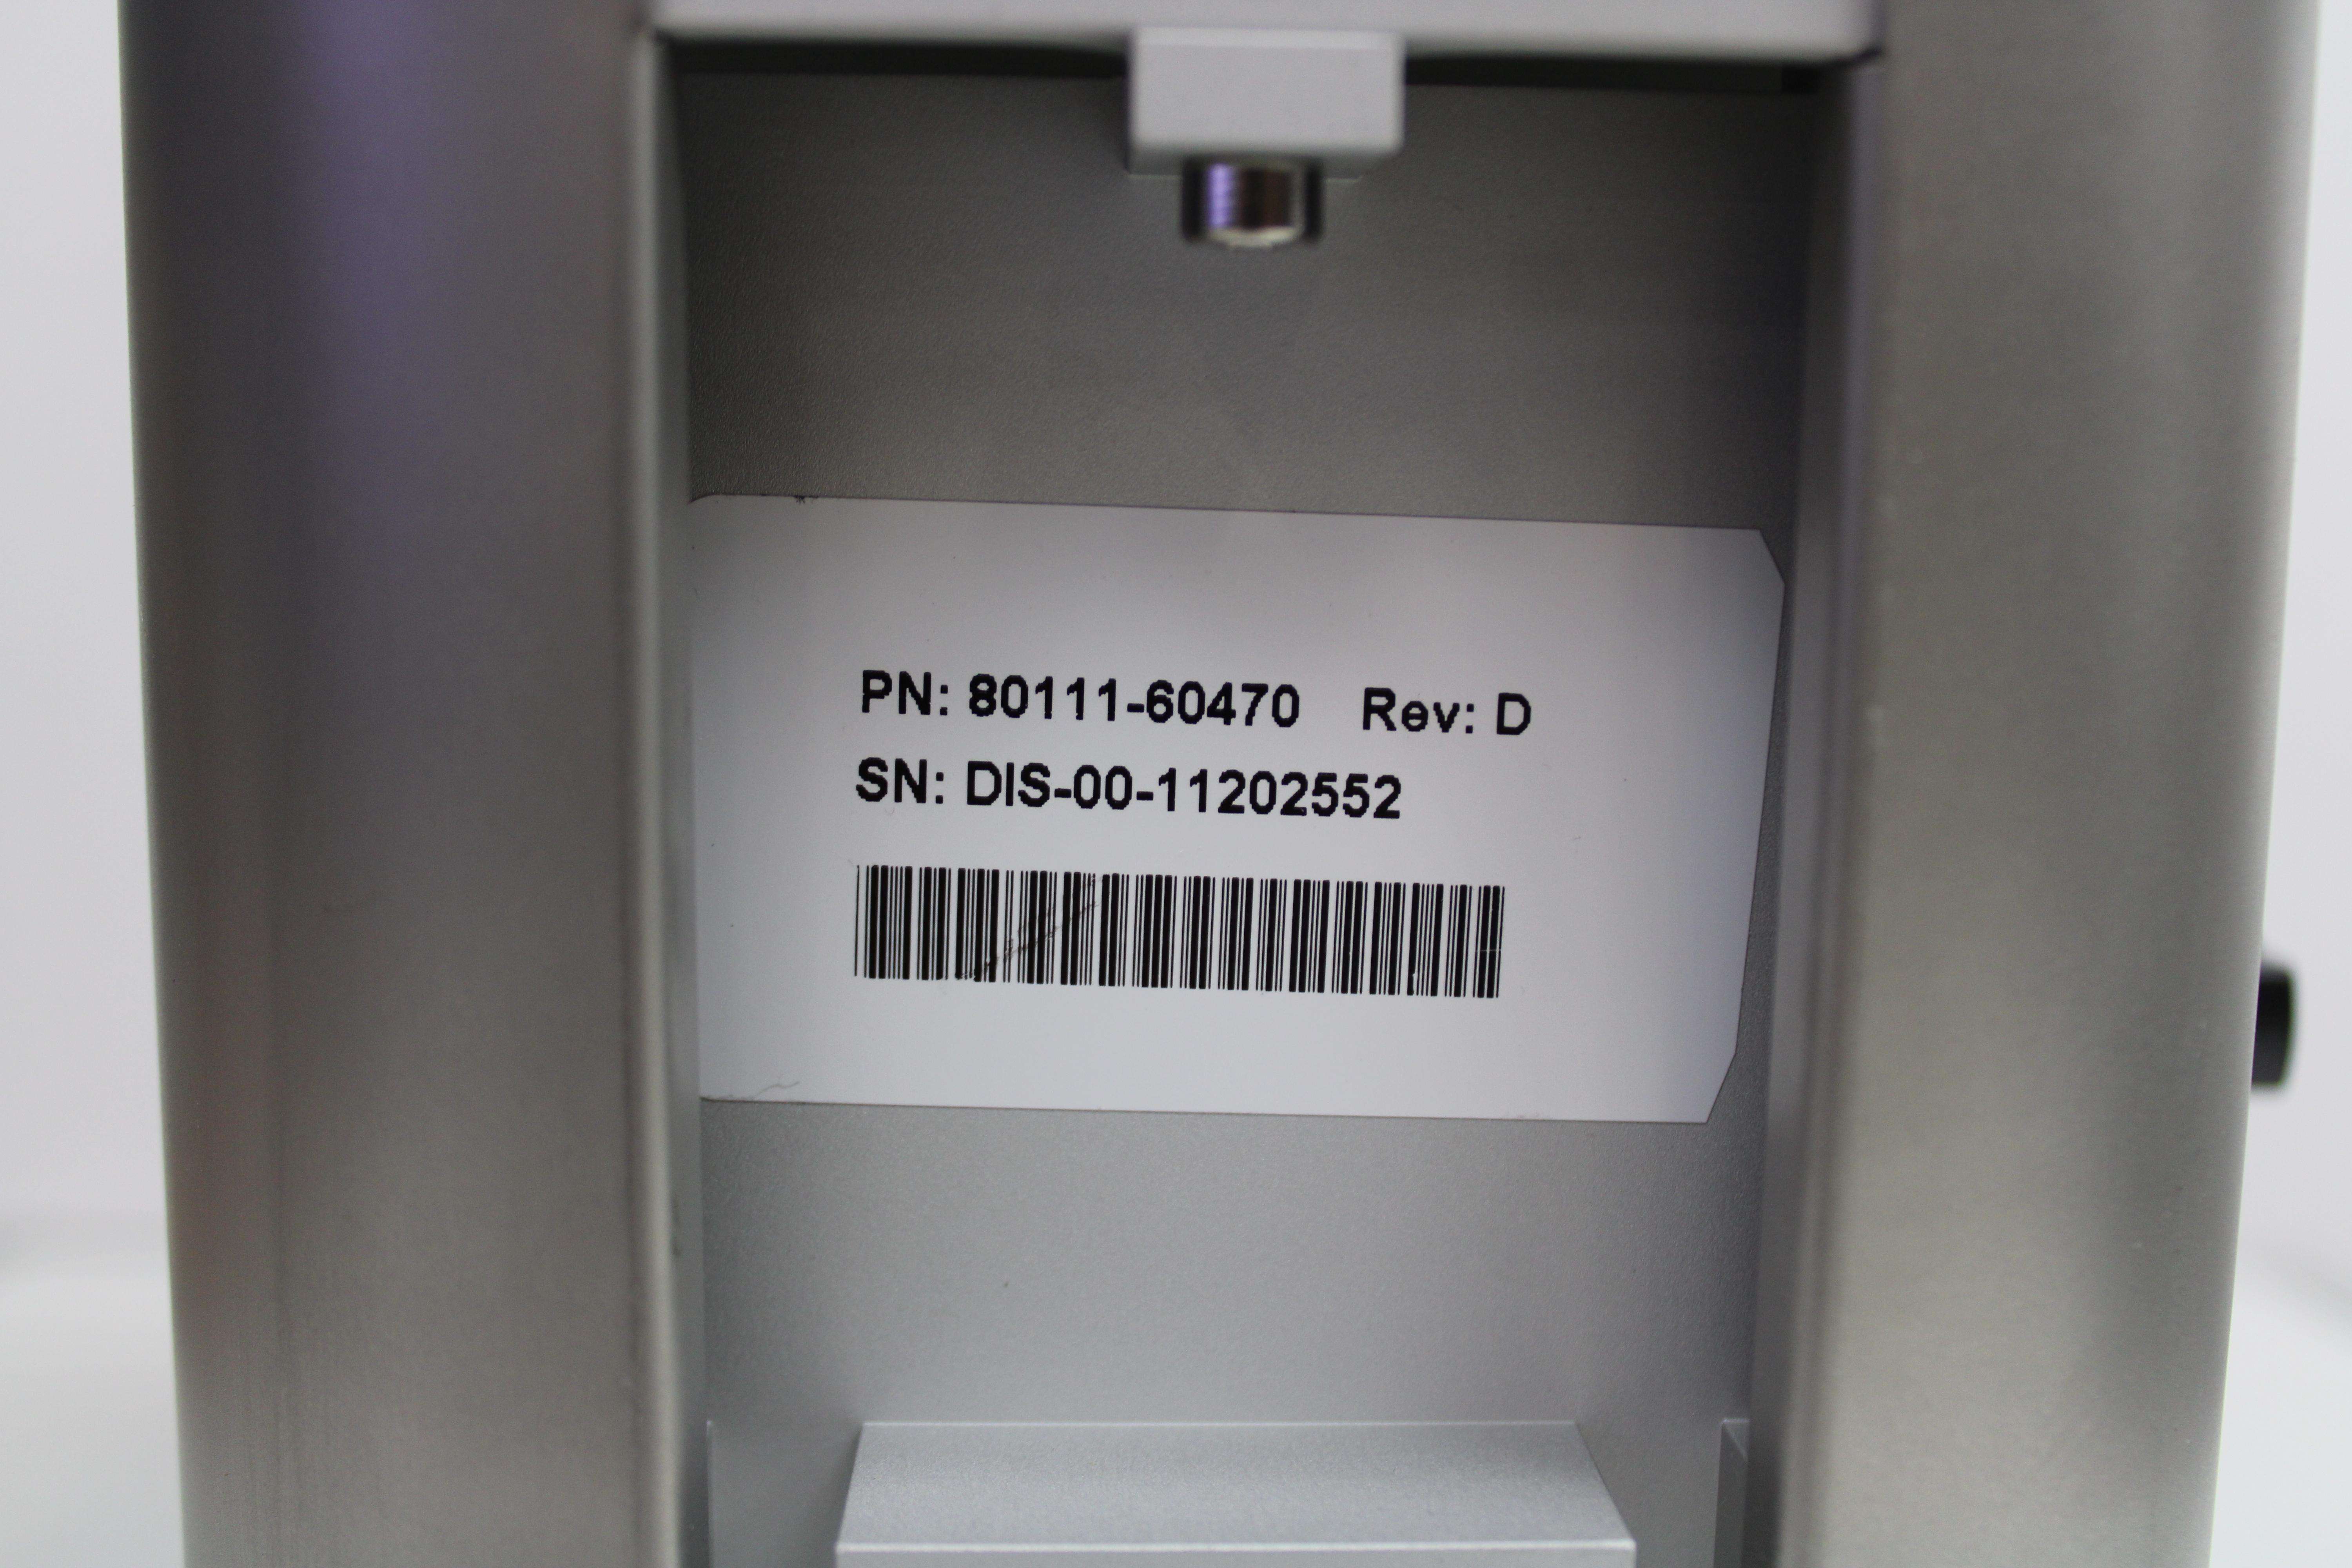 PN: 80111-60470 Rev: D
SN: DIS-00-11202552